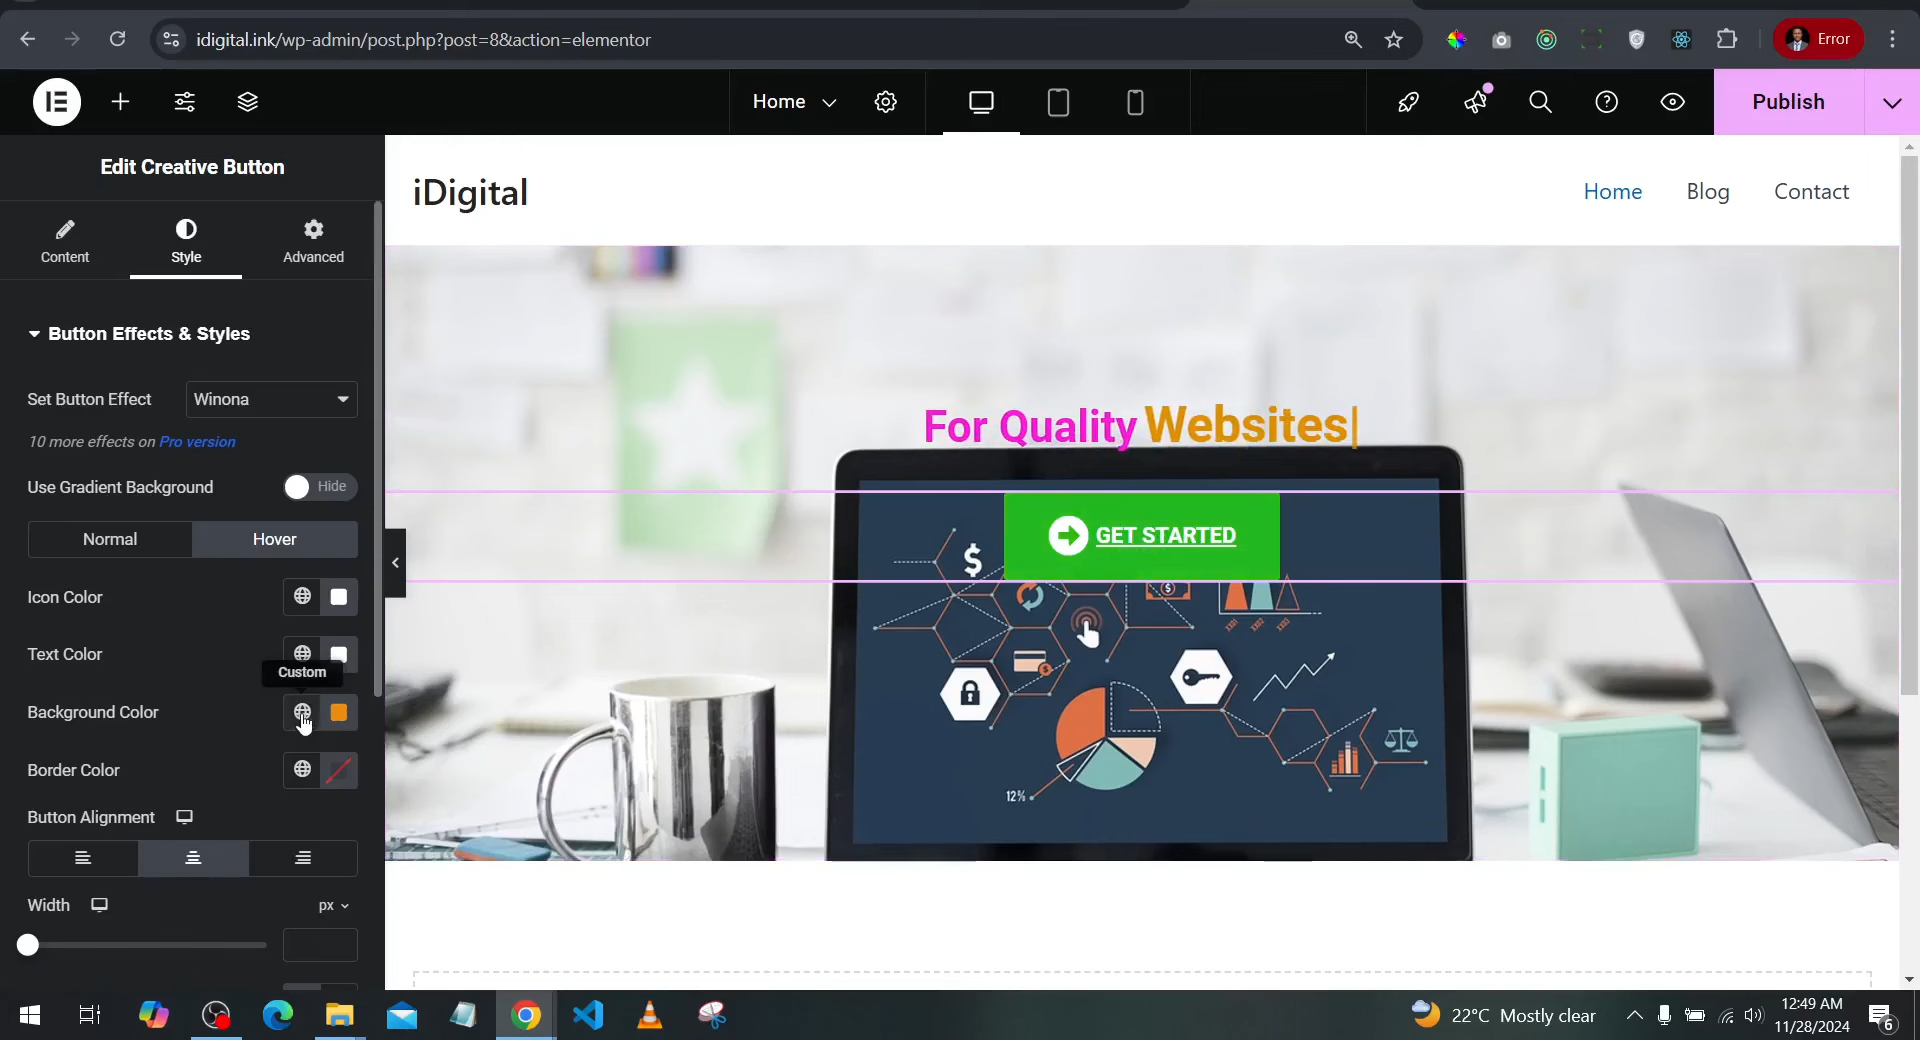 idigital.ink/wp-admin/post.php?post=8&action=elementor
Error
Home
Publish
Edit Creative Button
Content
Style
Advanced
Button Effects & Styles
Set Button Effect
Winona
10 more effects on Pro version
Use Gradient Background
Hide
Normal
Hover
Icon Color
Text Color
Custom
Background Color
Border Color
Button Alignment
Width
px
iDigital
Home
Blog
Contact
For Quality Websites|
GET STARTED
$
12%
22°C Mostly clear
12:49 AM
11/28/2024
6